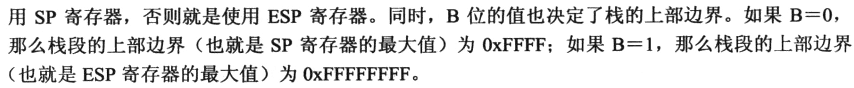 用 SP 寄存器，否则就是使用 ESP 寄存器。同时，B 位的值也决定了栈的上部边界。如果 B＝0，
那么栈段的上部边界（也就是 SP 寄存器的最大值）为 0xFFFF；如果 B＝1，那么栈段的上部边界
（也就是 ESP 寄存器的最大值）为 0xFFFFFFFF。